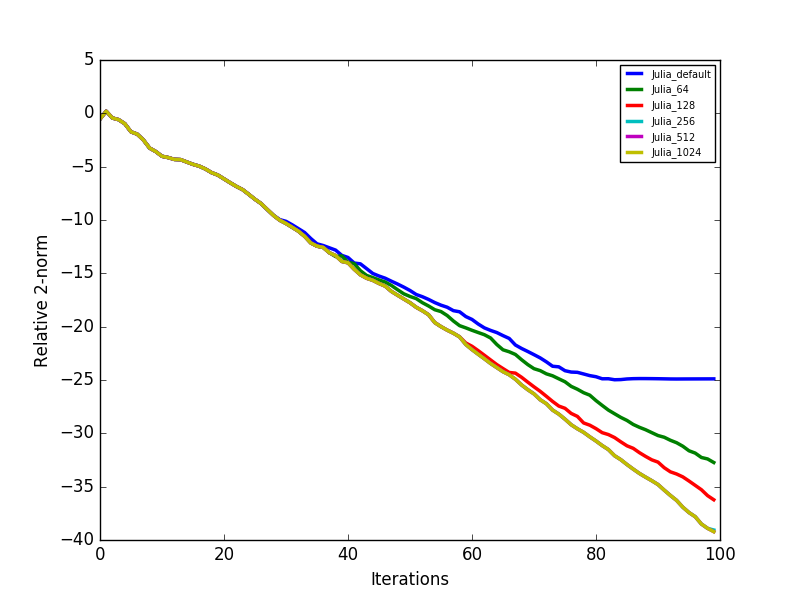 5
0
−5
−10
−15
−20
−25
−30
−35
−40
0 20 40 60 80 100
Relative 2-norm
Iterations
Julia_default
Julia_64
Julia_128
Julia_256
Julia_512
Julia_1024